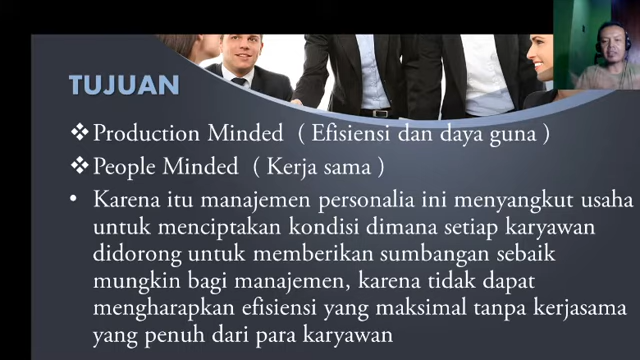 TUJUAN
❖Production Minded ( Efisiensi dan daya guna )
❖People Minded ( Kerja sama )
• Karena itu manajemen personalia ini menyangkut usaha
untuk menciptakan kondisi dimana setiap karyawan
didorong untuk memberikan sumbangan sebaik
mungkin bagi manajemen, karena tidak dapat
mengharapkan efisiensi yang maksimal tanpa kerjasama
yang penuh dari para karyawan